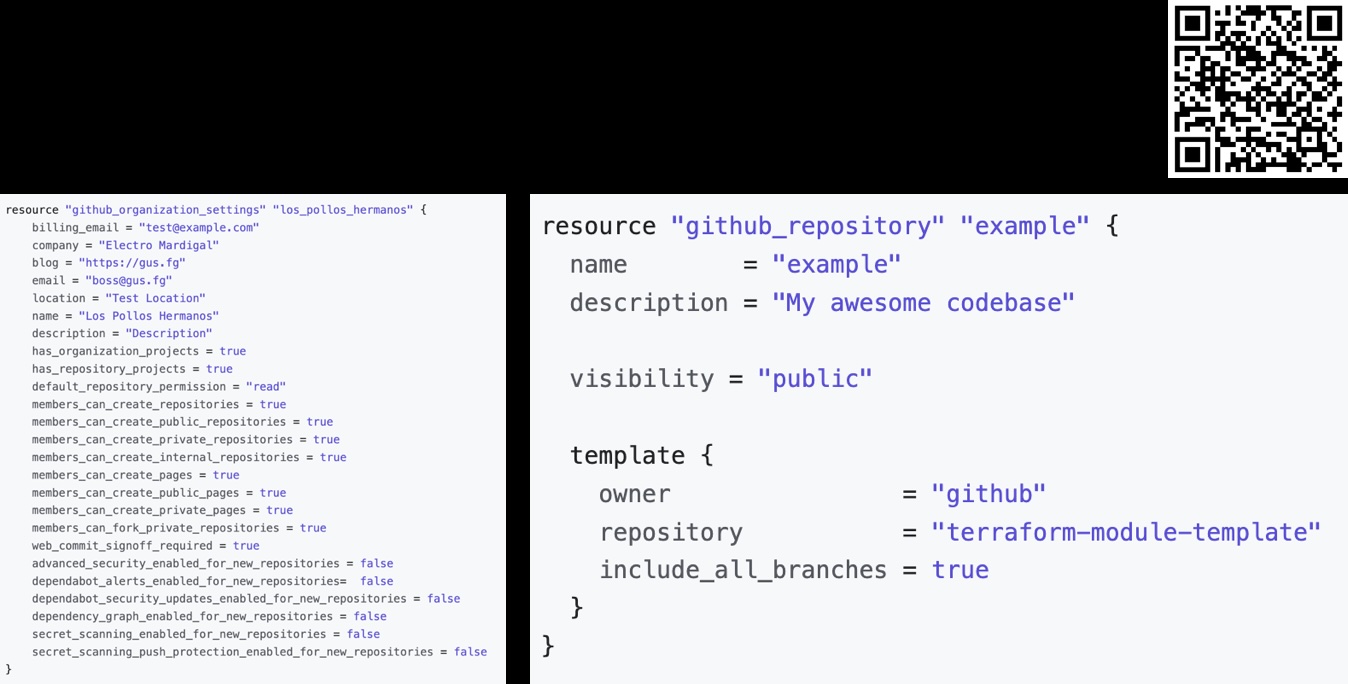 resource "github_organization_settings" "los_pollos_hermanos" {
    billing_email = "test@example.com"
    company = "Electro Mardigal"
    blog = "https://gus.fg"
    email = "boss@gus.fg"
    location = "Test Location"
    name = "Los Pollos Hermanos"
    description = "Description"
    has_organization_projects = true
    has_repository_projects = true
    default_repository_permission = "read"
    members_can_create_repositories = true
    members_can_create_public_repositories = true
    members_can_create_private_repositories = true
    members_can_create_internal_repositories = true
    members_can_create_pages = true
    members_can_create_public_pages = true
    members_can_create_private_pages = true
    members_can_fork_private_repositories = true
    web_commit_signoff_required = true
    advanced_security_enabled_for_new_repositories = false
    dependabot_alerts_enabled_for_new_repositories=  false
    dependabot_security_updates_enabled_for_new_repositories = false
    dependency_graph_enabled_for_new_repositories = false
    secret_scanning_enabled_for_new_repositories = false
    secret_scanning_push_protection_enabled_for_new_repositories = false
}
resource "github_repository" "example" {
  name        = "example"
  description = "My awesome codebase"
  visibility = "public"
  template {
    owner                = "github"
    repository           = "terraform-module-template"
    include_all_branches = true
  }
}